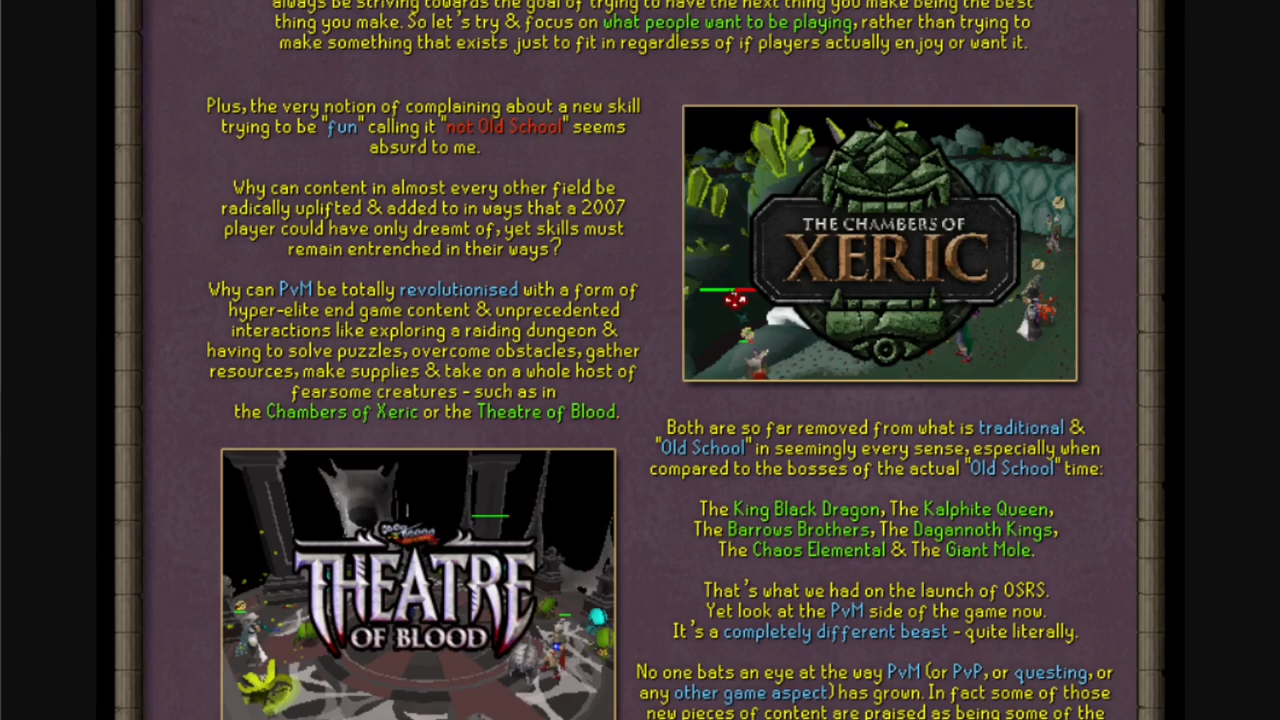 always be striving towards the goal of trying to have the next thing you make being the best
thing you make. So let's try & focus on what people want to be playing, rather than trying to
make something that exists just to fit in regardless of if players actually enjoy or want it.
Plus, the very notion of complaining about a new skill
trying to be "fun" calling it "not Old School" seems
absurd to me.
Why can content in almost every other field be
radically uplifted & added to in ways that a 2007
player could have only dreamt of, yet skills must
remain entrenched in their ways?
Why can PvM be totally revolutionised with a form of
hyper-elite end game content & unprecedented
interactions like exploring a raiding dungeon &
having to solve puzzles, overcome obstacles, gather
resources, make supplies & take on a whole host of
fearsome creatures - such as in
the Chambers of Xeric or the Theatre of Blood.
THEATRE
OF BLOOD
THE CHAMBERS OF
XERIC
Both are so far removed from what is traditional &
"Old School" in seemingly every sense, especially when
compared to the bosses of the actual "Old School" time:
The King Black Dragon, The Kalphite Queen,
The Barrows Brothers, The Dagannoth Kings,
The Chaos Elemental & The Giant Mole.
That's what we had on the launch of OSRS.
Yet look at the PvM side of the game now.
It's a completely different beast - quite literally.
No one bats an eye at the way PvM (or PvP, or questing, or
any other game aspect) has grown. In fact some of those
new pieces of content are praised as being some of the